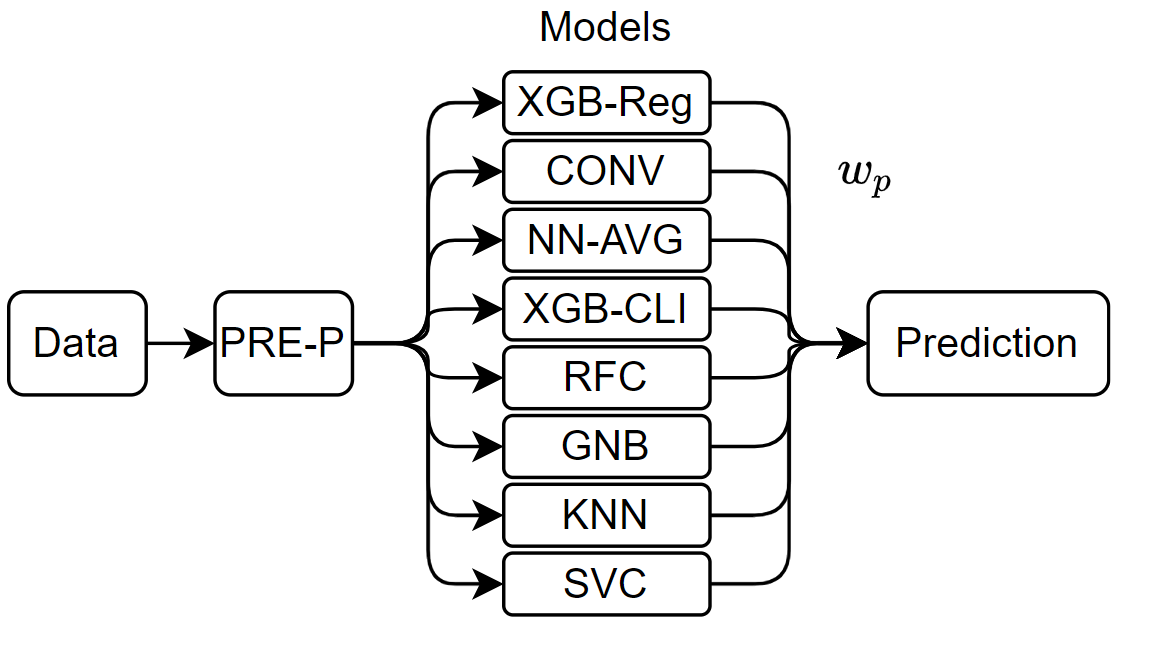 Models
XGB-Reg
CONV
w_p
NN-AVG
XGB-CLI
Data
PRE-P
Prediction
RFC
GNB
KNN
SVC